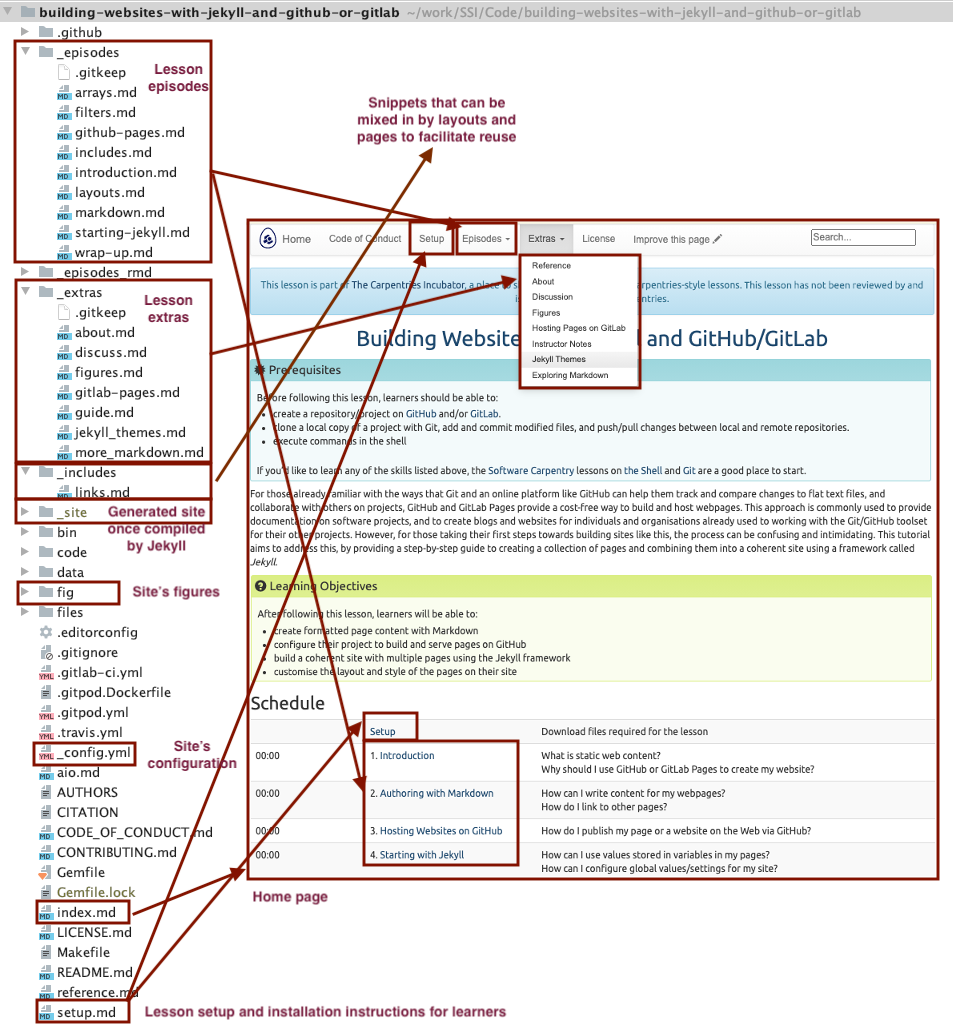 building-websites-with-jekyll-and-github-or-gitlab ~/work/SSI/Code/building-websites-with-jekyll-and-github-or-gitlab
.github
_episodes
.gitkeep
arrays.md
filters.md
github-pages.md
includes.md
introduction.md
layouts.md
markdown.md
starting-jekyll.md
wrap-up.md
Lesson
episodes
_episodes_rmd
_extras
.gitkeep
about.md
discuss.md
figures.md
gitlab-pages.md
guide.md
jekyll_themes.md
more_markdown.md
Lesson
extras
_includes
links.md
_site
Generated site
once compiled
by Jekyll
bin
code
data
fig
Site's figures
files
.editorconfig
.gitignore
.gitlab-ci.yml
.gitpod.Dockerfile
.gitpod.yml
.travis.yml
_config.yml
Site's
configuration
aio.md
AUTHORS
CITATION
CODE_OF_CONDUCT.md
CONTRIBUTING.md
Gemfile
Gemfile.lock
index.md
LICENSE.md
Makefile
README.md
reference.md
setup.md
Lesson setup and installation instructions for learners
Snippets that can be
mixed in by layouts and
pages to facilitate reuse
Home Code of Conduct Setup Episodes Extras License Improve this page Search...
Reference
About
Discussion
Figures
Hosting Pages on GitLab
Instructor Notes
Jekyll Themes
Exploring Markdown
This lesson is part of The Carpentries Incubator, a place to s arpentries-style lessons. This lesson has not been reviewed by and
is ntries.
Building Website and GitHub/GitLab
Prerequisites
Before following this lesson, learners should be able to:
create a repository/project on GitHub and/or GitLab.
clone a local copy of a project with Git, add and commit modified files, and push/pull changes between local and remote repositories.
execute commands in the shell
If you'd like to learn any of the skills listed above, the Software Carpentry lessons on the Shell and Git are a good place to start.
For those already familiar with the ways that Git and an online platform like GitHub can help them track and compare changes to flat text files, and
collaborate with others on projects, GitHub and GitLab Pages provide a cost-free way to build and host webpages. This approach is commonly used to provide
documentation on software projects, and to create blogs and websites for individuals and organisations already used to working with the Git/GitHub toolset
for their other projects. However, for those taking their first steps towards building sites like this, the process can be confusing and intimidating. This tutorial
aims to address this, by providing a step-by-step guide to creating a collection of pages and combining them into a coherent site using a framework called
Jekyll.
Learning Objectives
After following this lesson, learners will be able to:
create formatted page content with Markdown
configure their project to build and serve pages on GitHub
build a coherent site with multiple pages using the Jekyll framework
customise the layout and style of the pages on their site
Schedule
Setup Download files required for the lesson
00:00 1. Introduction What is static web content?
Why should I use GitHub or GitLab Pages to create my website?
00:00 2. Authoring with Markdown How can I write content for my webpages?
How do I link to other pages?
00:00 3. Hosting Websites on GitHub How do I publish my page or a website on the Web via GitHub?
00:00 4. Starting with Jekyll How can I use values stored in variables in my pages?
How can I configure global values/settings for my site?
Home page